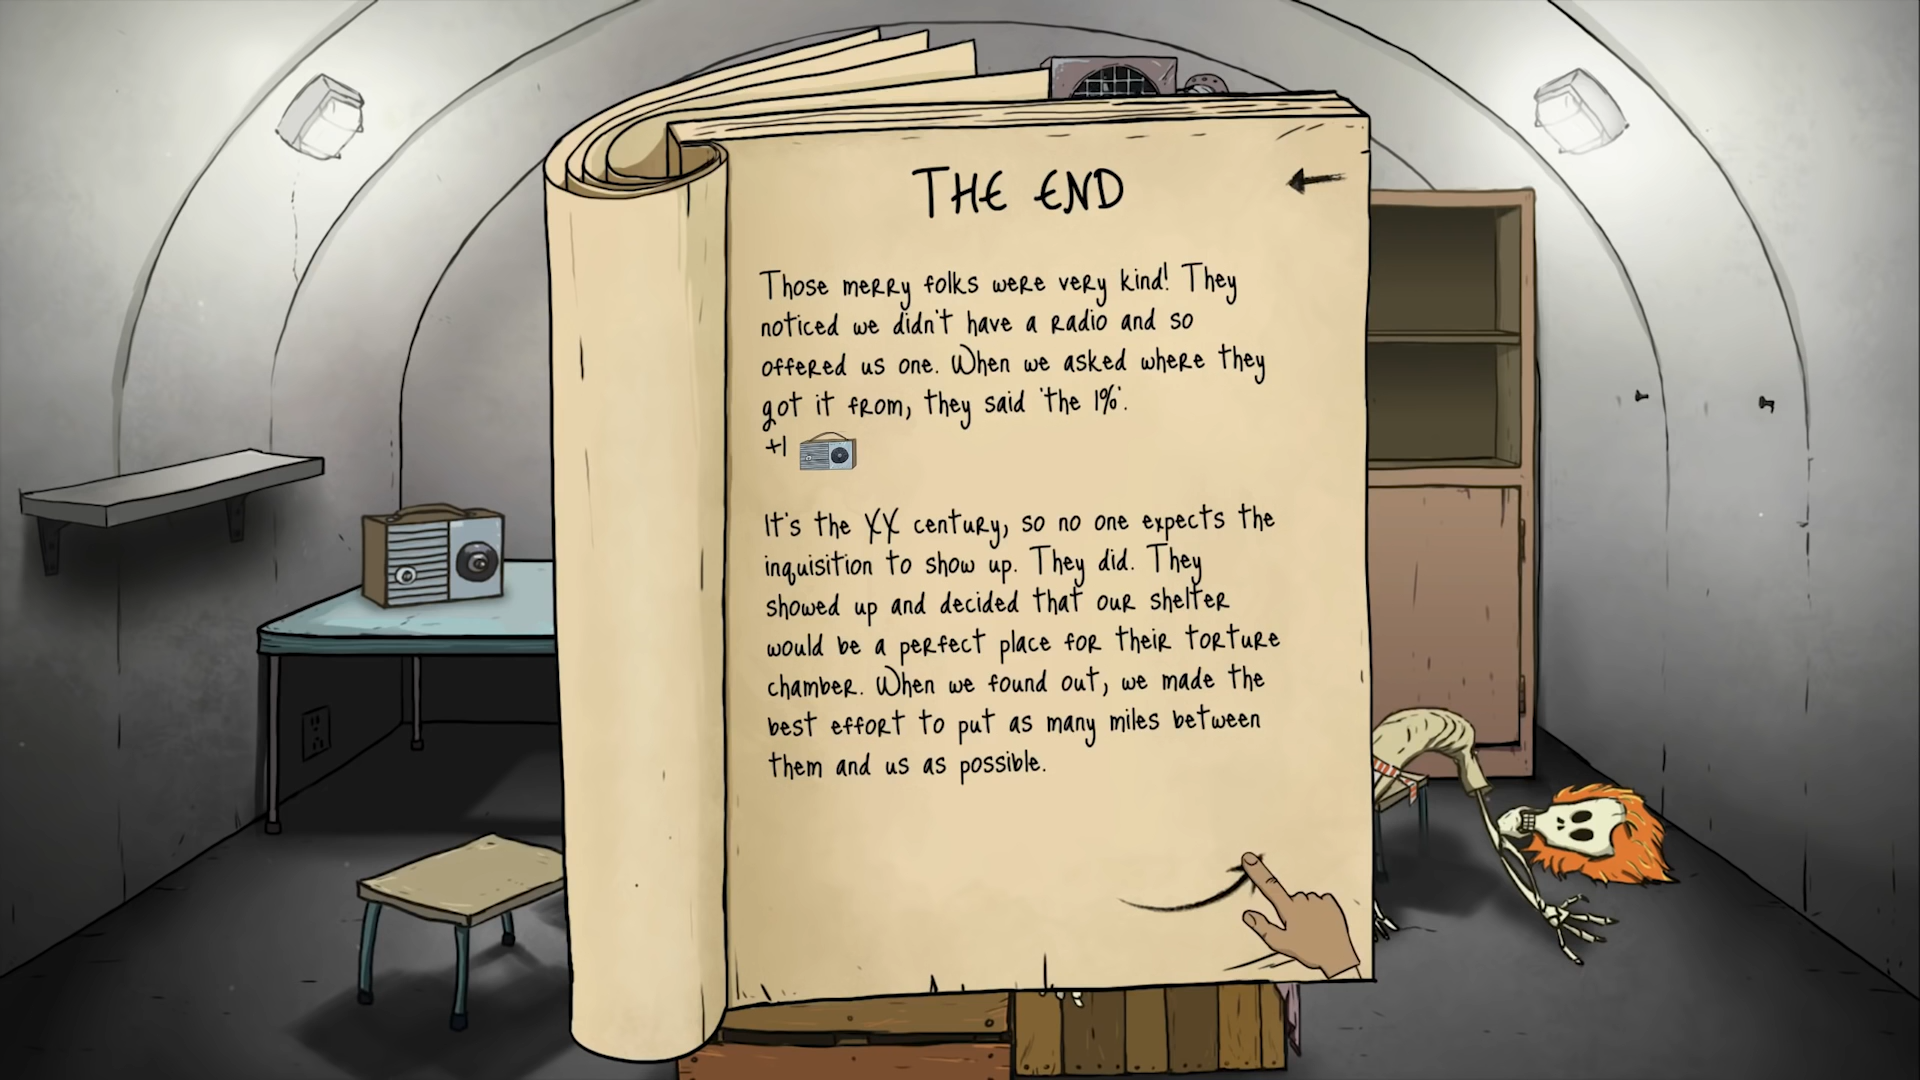 THE END
Those merry folks were very kind! They
noticed we didn't have a radio and so
offered us one. When we asked where they
got it from, they said 'the 1%'.
+1
It's the XX century, so no one expects the
inquisition to show up. They did. They
showed up and decided that our shelter
would be a perfect place for their torture
chamber. When we found out, we made the
best effort to put as many miles between
them and us as possible.